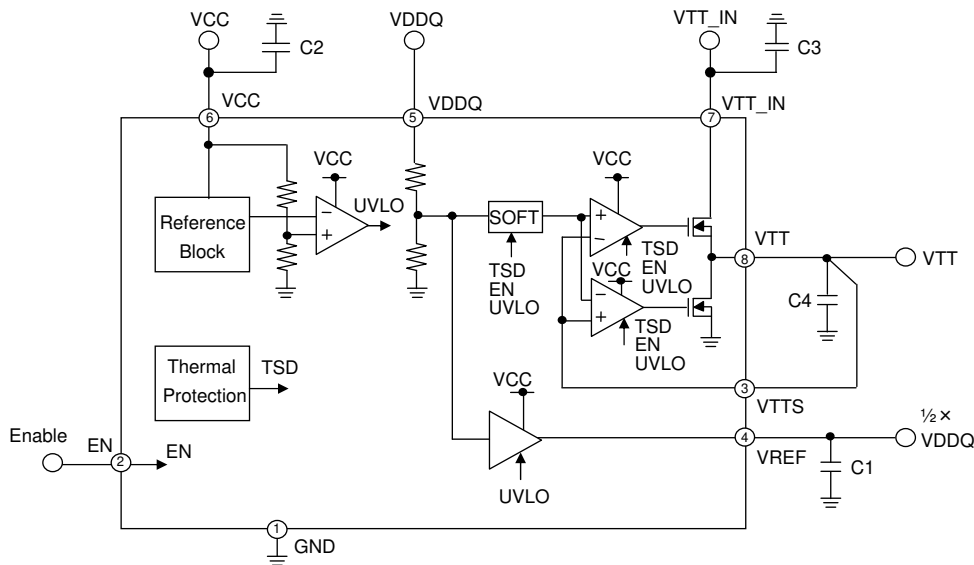 VCC
C2
VDDQ
VTT_IN
C3
VCC
6
VDDQ
5
VTT_IN
7
VCC
UVLO
Reference
Block
−
+
SOFT
TSD
EN
UVLO
VCC
+
−
TSD
EN
UVLO
VCC
−
+
TSD
EN
UVLO
VTT
8
VTT
C4
Thermal
Protection
TSD
3
VTTS
VCC
UVLO
4
VREF
½ ×
VDDQ
C1
Enable
EN
2
EN
1
GND